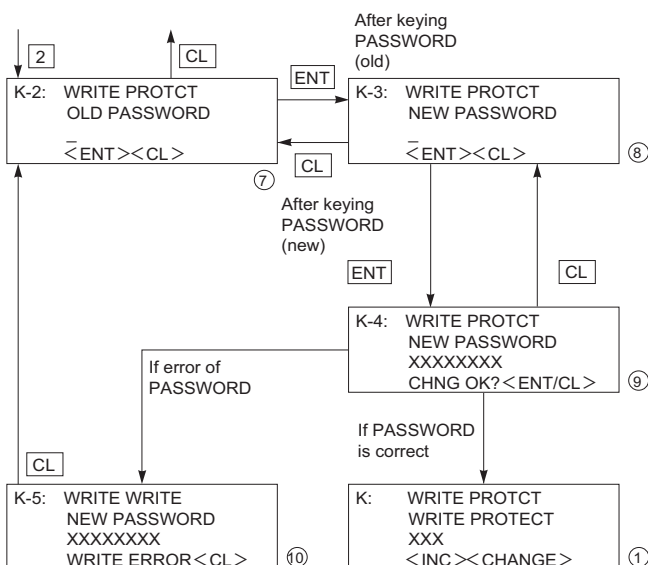 2
CL
After keying
PASSWORD
(old)
ENT
K-2: WRITE PROTCT
OLD PASSWORD
_
<ENT><CL>
⑦
K-3: WRITE PROTCT
NEW PASSWORD
_
<ENT><CL>
⑧
CL
After keying
PASSWORD
(new)
ENT
CL
K-4: WRITE PROTCT
NEW PASSWORD
XXXXXXXX
CHNG OK?<ENT/CL>
⑨
If error of
PASSWORD
If PASSWORD
is correct
CL
K-5: WRITE WRITE
NEW PASSWORD
XXXXXXXX
WRITE ERROR<CL>
⑩
K: WRITE PROTCT
WRITE PROTECT
XXX
<INC><CHANGE>
①